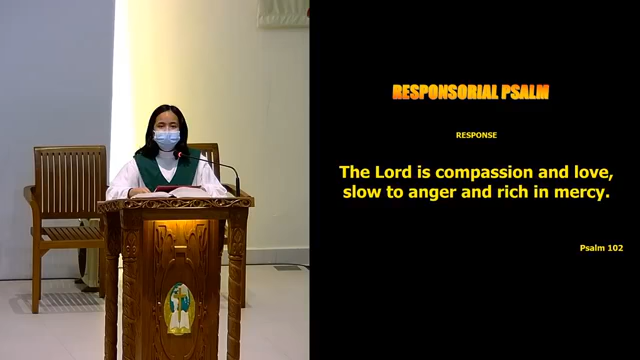 RESPONSORIAL PSALM
RESPONSE
The Lord is compassion and love,
slow to anger and rich in mercy.
Psalm 102